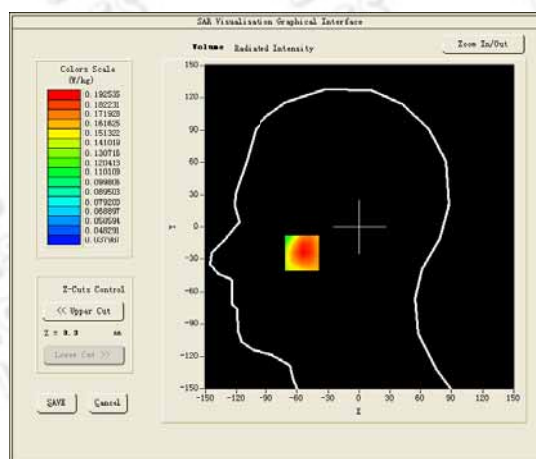 SAR Visualisation Graphical Interface
Volume Radiated Intensity
Zoom In/Out
Colors Scale
(W/kg)
0.192535
0.182231
0.171928
0.161625
0.151322
0.141019
0.130716
0.120413
0.110109
0.099806
0.089503
0.079200
0.068897
0.058594
0.048291
0.037987
Z-Cuts Control
<< Upper Cut
Lower Cut >>
SAVE
Cancel
150
120
90
60
30
0
-30
-60
-90
-120
-150
Y
-150 -120 -90 -60 -30 0 30 60 90 120 150
X